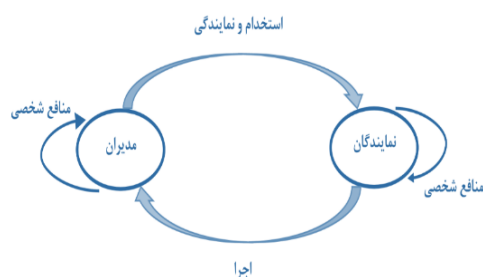 استخدام و نمایندگی
منافع شخصی
مدیران
نمایندگان
منافع شخصی
اجرا